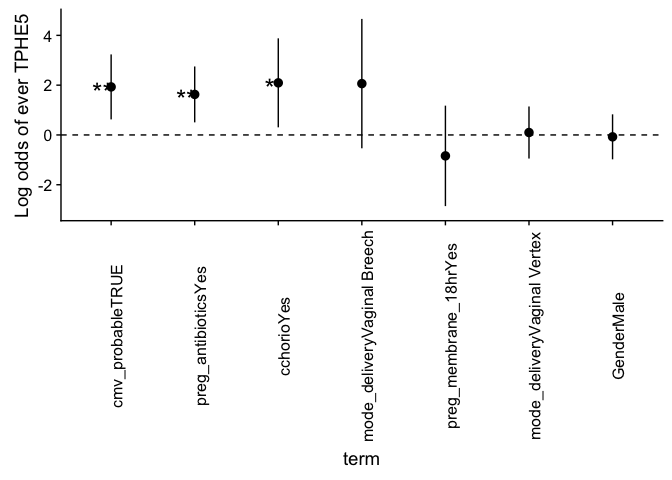 Log odds of ever TPHE5
4
2
0
-2
**
**
*
cmv_probableTRUE
preg_antibioticsYes
cchorioYes
mode_deliveryVaginal Breech
preg_membrane_18hrYes
mode_deliveryVaginal Vertex
GenderMale
term